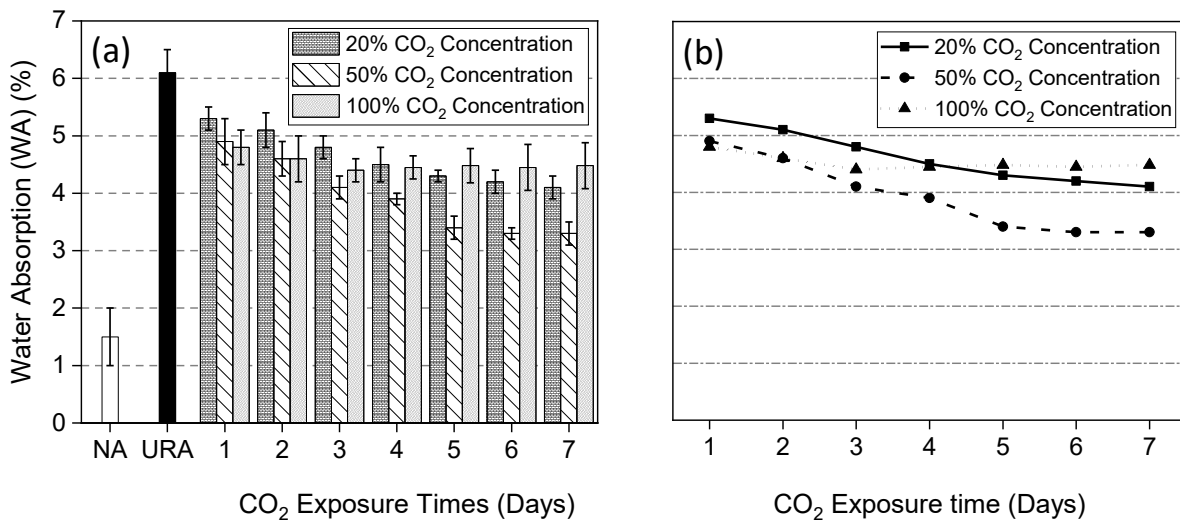 (a)
20% CO₂ Concentration
50% CO₂ Concentration
100% CO₂ Concentration
Water Absorption (WA) (%)
7
6
5
4
3
2
1
0
NA URA 1 2 3 4 5 6 7
CO₂ Exposure Times (Days)
(b)
20% CO₂ Concentration
50% CO₂ Concentration
100% CO₂ Concentration
1 2 3 4 5 6 7
CO₂ Exposure time (Days)